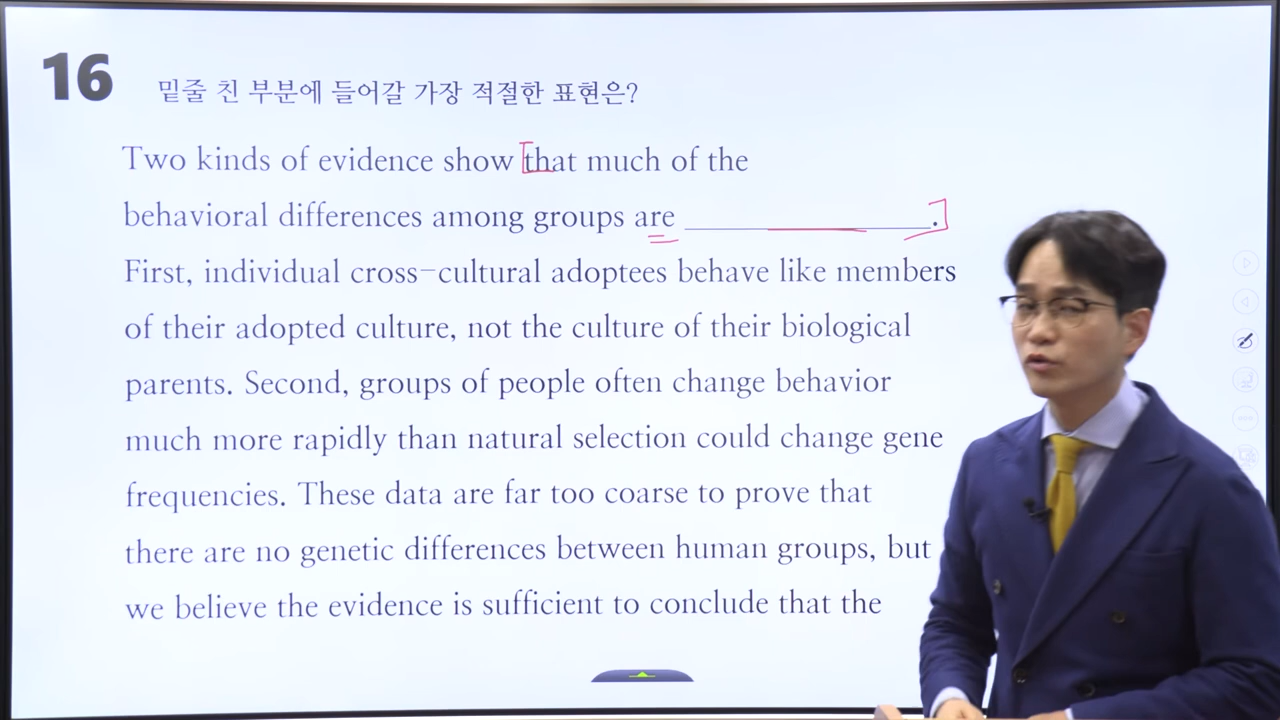 16
밑줄 친 부분에 들어갈 가장 적절한 표현은?
Two kinds of evidence show that much of the
behavioral differences among groups are ____________.
First, individual cross-cultural adoptees behave like members
of their adopted culture, not the culture of their biological
parents. Second, groups of people often change behavior
much more rapidly than natural selection could change gene
frequencies. These data are far too coarse to prove that
there are no genetic differences between human groups, but
we believe the evidence is sufficient to conclude that the